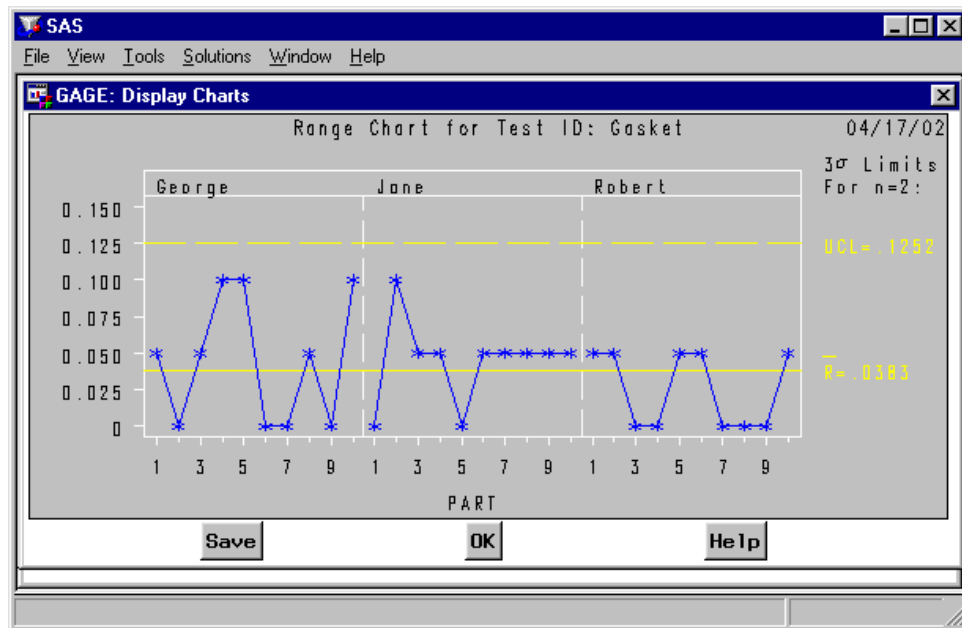 SAS
File View Tools Solutions Window Help
GAGE: Display Charts
Range Chart for Test ID: Gasket
04/17/02
3σ Limits
For n=2:
George
Jane
Robert
0.150
0.125
0.100
0.075
0.050
0.025
0
UCL=.1252
R=.0383
1 3 5 7 9 1 3 5 7 9 1 3 5 7 9
PART
Save
OK
Help